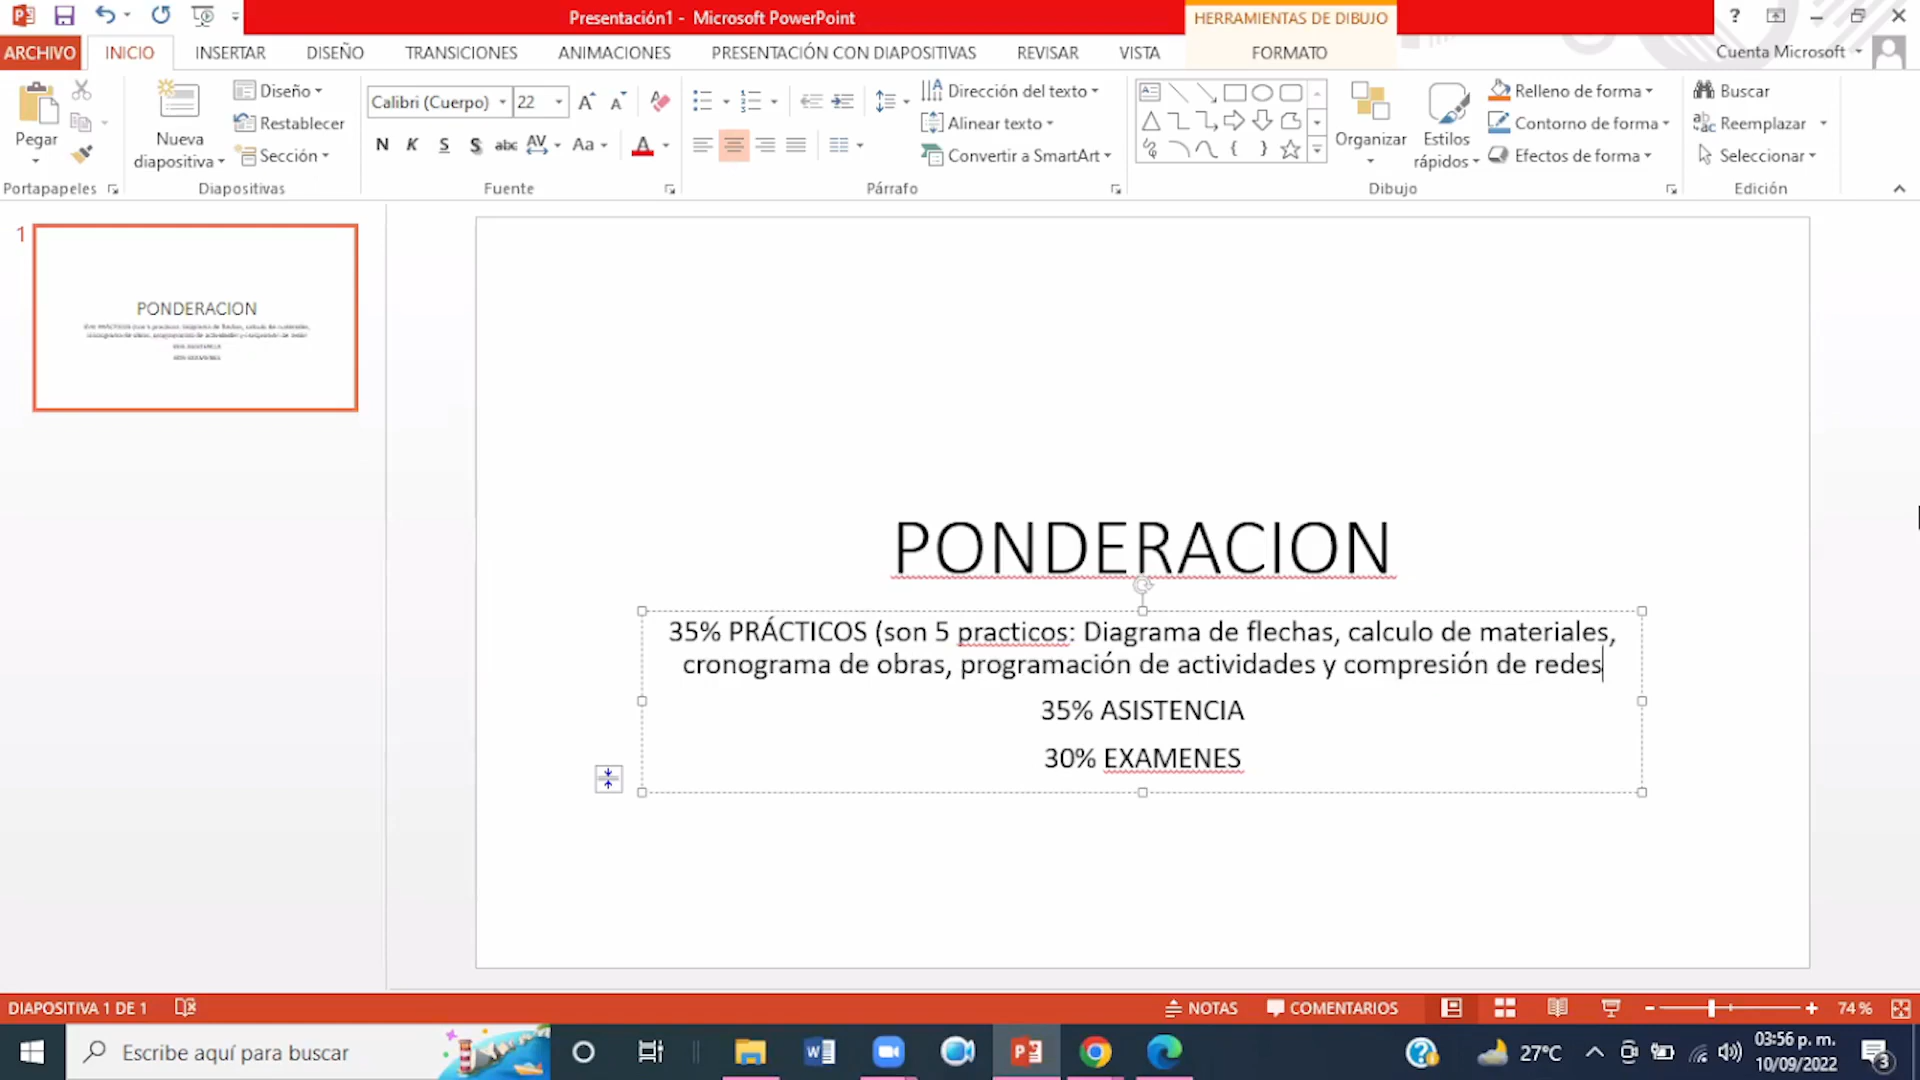 Presentación1 - Microsoft PowerPoint
HERRAMIENTAS DE DIBUJO
?
ARCHIVO INICIO INSERTAR DISEÑO TRANSICIONES ANIMACIONES PRESENTACIÓN CON DIAPOSITIVAS REVISAR VISTA FORMATO Cuenta Microsoft
Pegar
Nueva diapositiva
Diseño
Restablecer
Sección
Calibri (Cuerpo) 22
N K S S abc AV Aa A
Dirección del texto
Alinear texto
Convertir a SmartArt
Organizar
Estilos rápidos
Relleno de forma
Contorno de forma
Efectos de forma
Buscar
Reemplazar
Seleccionar
Portapapeles Diapositivas Fuente Párrafo Dibujo Edición
1
PONDERACION
PONDERACION
35% PRÁCTICOS (son 5 practicos: Diagrama de flechas, calculo de materiales,
cronograma de obras, programación de actividades y compresión de redes
35% ASISTENCIA
30% EXAMENES
DIAPOSITIVA 1 DE 1 NOTAS COMENTARIOS 74 %
Escribe aquí para buscar
27°C
03:56 p. m.
10/09/2022
3